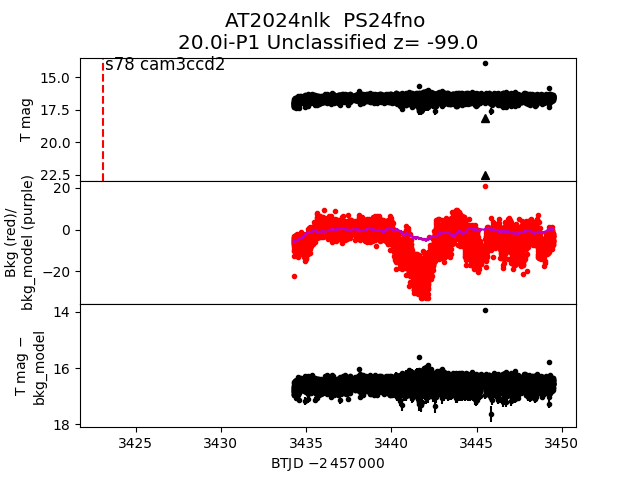 AT2024nlk  PS24fno
20.0i-P1 Unclassified z= -99.0
s78 cam3ccd2
15.0
17.5
20.0
22.5
T mag
20
0
−20
Bkg (red)/
bkg_model (purple)
14
16
18
T mag −
bkg_model
3425 3430 3435 3440 3445 3450
BTJD −2 457 000